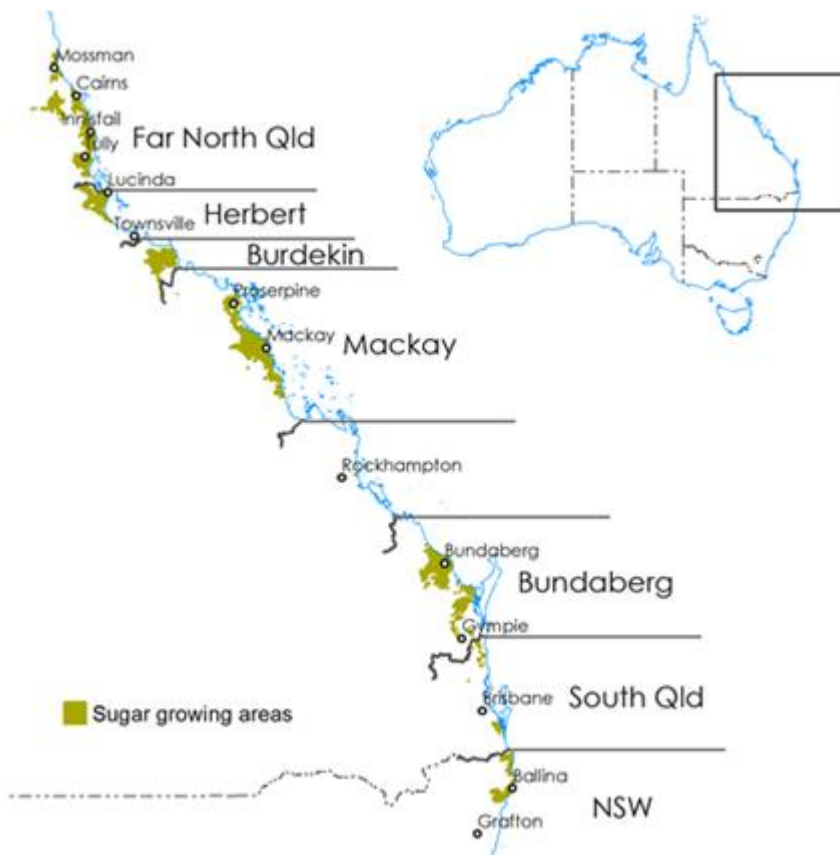 Mossman
Cairns
Innisfail
Tully
Far North Qld
Lucinda
Herbert
Townsville
Burdekin
Proserpine
Mackay
Mackay
Rockhampton
Bundaberg
Bundaberg
Gympie
Brisbane
South Qld
Sugar growing areas
Ballina
NSW
Grafton